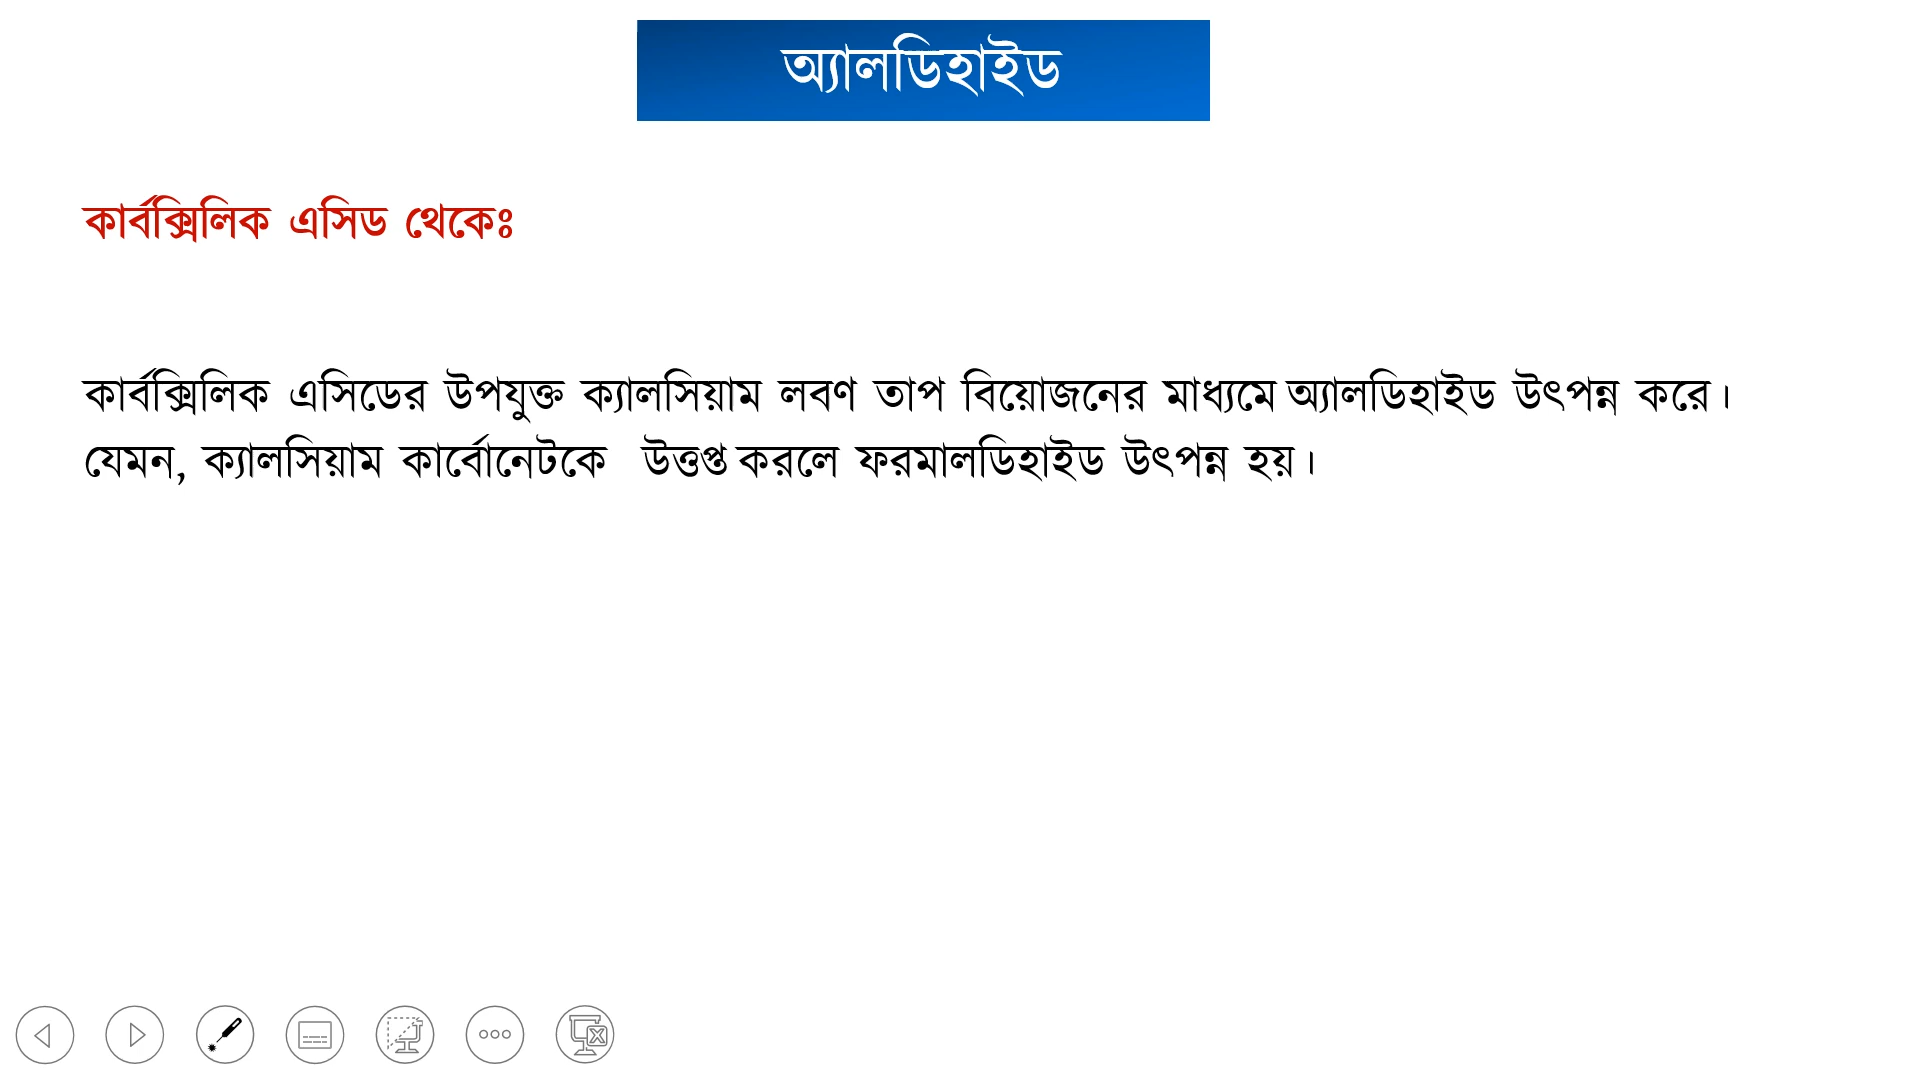 অ্যালডিহাইড
কার্বক্সিলিক এসিড থেকেঃ
কার্বক্সিলিক এসিডের উপযুক্ত ক্যালসিয়াম লবণ তাপ বিয়োজনের মাধ্যমে অ্যালডিহাইড উৎপন্ন করে।
যেমন, ক্যালসিয়াম কার্বোনেটকে উত্তপ্ত করলে ফরমালডিহাইড উৎপন্ন হয়।